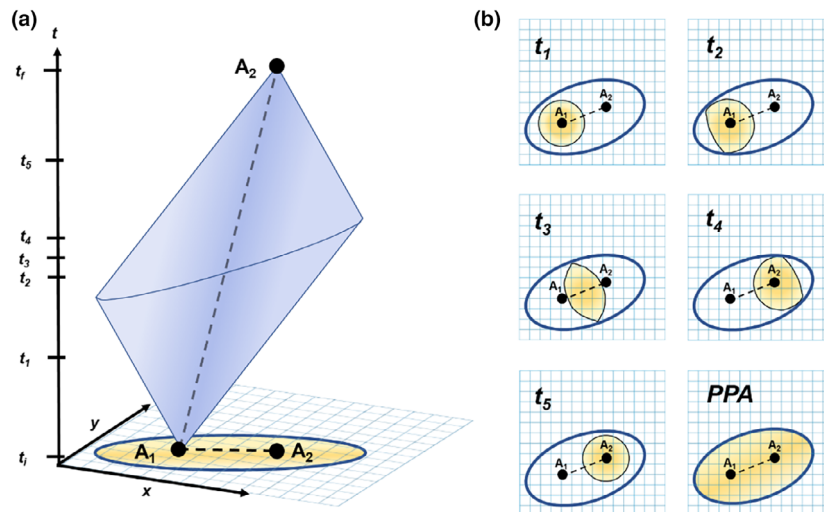 (a)
t
t_f
A₂
t₅
t₄
t₃
t₂
t₁
y
A₁
A₂
t_i
x
(b)
t₁
A₁
A₂
t₂
A₁
A₂
t₃
A₁
A₂
t₄
A₁
A₂
t₅
A₁
A₂
PPA
A₁
A₂